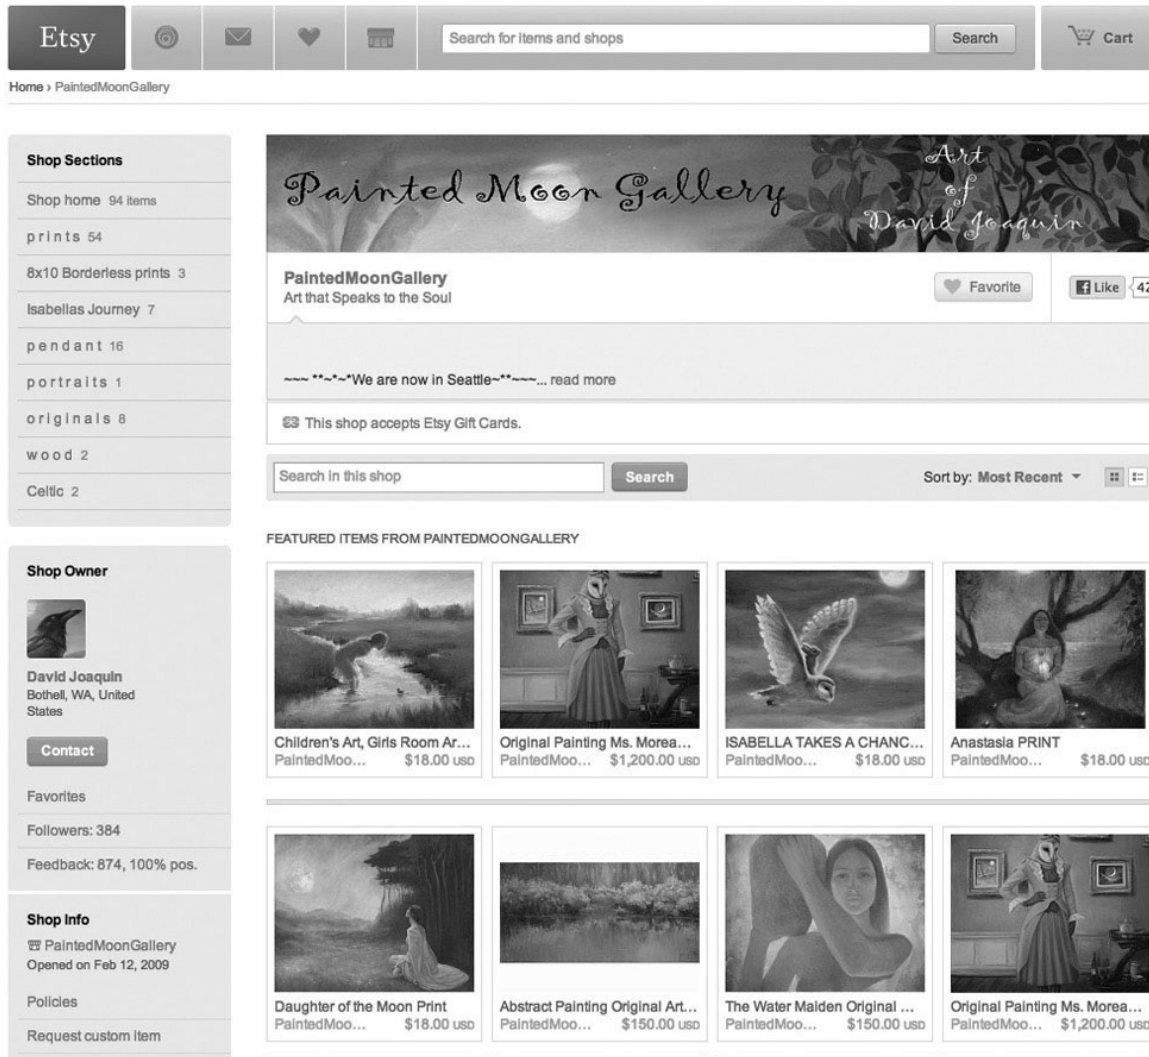 Etsy
Search for items and shops
Search
Cart
Home › PaintedMoonGallery
Shop Sections
Shop home 94 items
prints 54
8x10 Borderless prints 3
Isabellas Journey 7
pendant 16
portraits 1
originals 8
wood 2
Celtic 2
Shop Owner
David Joaquin
Bothell, WA, United
States
Contact
Favorites
Followers: 384
Feedback: 874, 100% pos.
Shop Info
PaintedMoonGallery
Opened on Feb 12, 2009
Policies
Request custom item
Painted Moon Gallery
Art
of
David Joaquin
PaintedMoonGallery
Art that Speaks to the Soul
Favorite
Like
42
~~~ **~*~*We are now in Seattle~**~~~... read more
This shop accepts Etsy Gift Cards.
Search in this shop
Search
Sort by: Most Recent
FEATURED ITEMS FROM PAINTEDMOONGALLERY
Children's Art, Girls Room Ar...
PaintedMoo... $18.00 USD
Original Painting Ms. Morea...
PaintedMoo... $1,200.00 USD
ISABELLA TAKES A CHANC...
PaintedMoo... $18.00 USD
Anastasia PRINT
PaintedMoo... $18.00 USD
Daughter of the Moon Print
PaintedMoo... $18.00 USD
Abstract Painting Original Art...
PaintedMoo... $150.00 USD
The Water Maiden Original ...
PaintedMoo... $150.00 USD
Original Painting Ms. Morea...
PaintedMoo... $1,200.00 USD